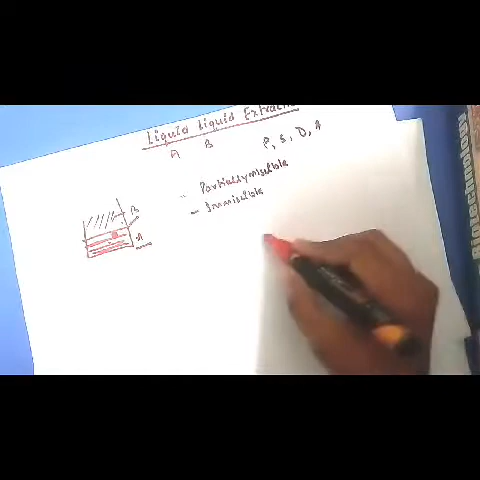 Liquid Liquid Extraction
A B P, S, D, A
- Partially miscible
- Immiscible
B
A
Biotechnology